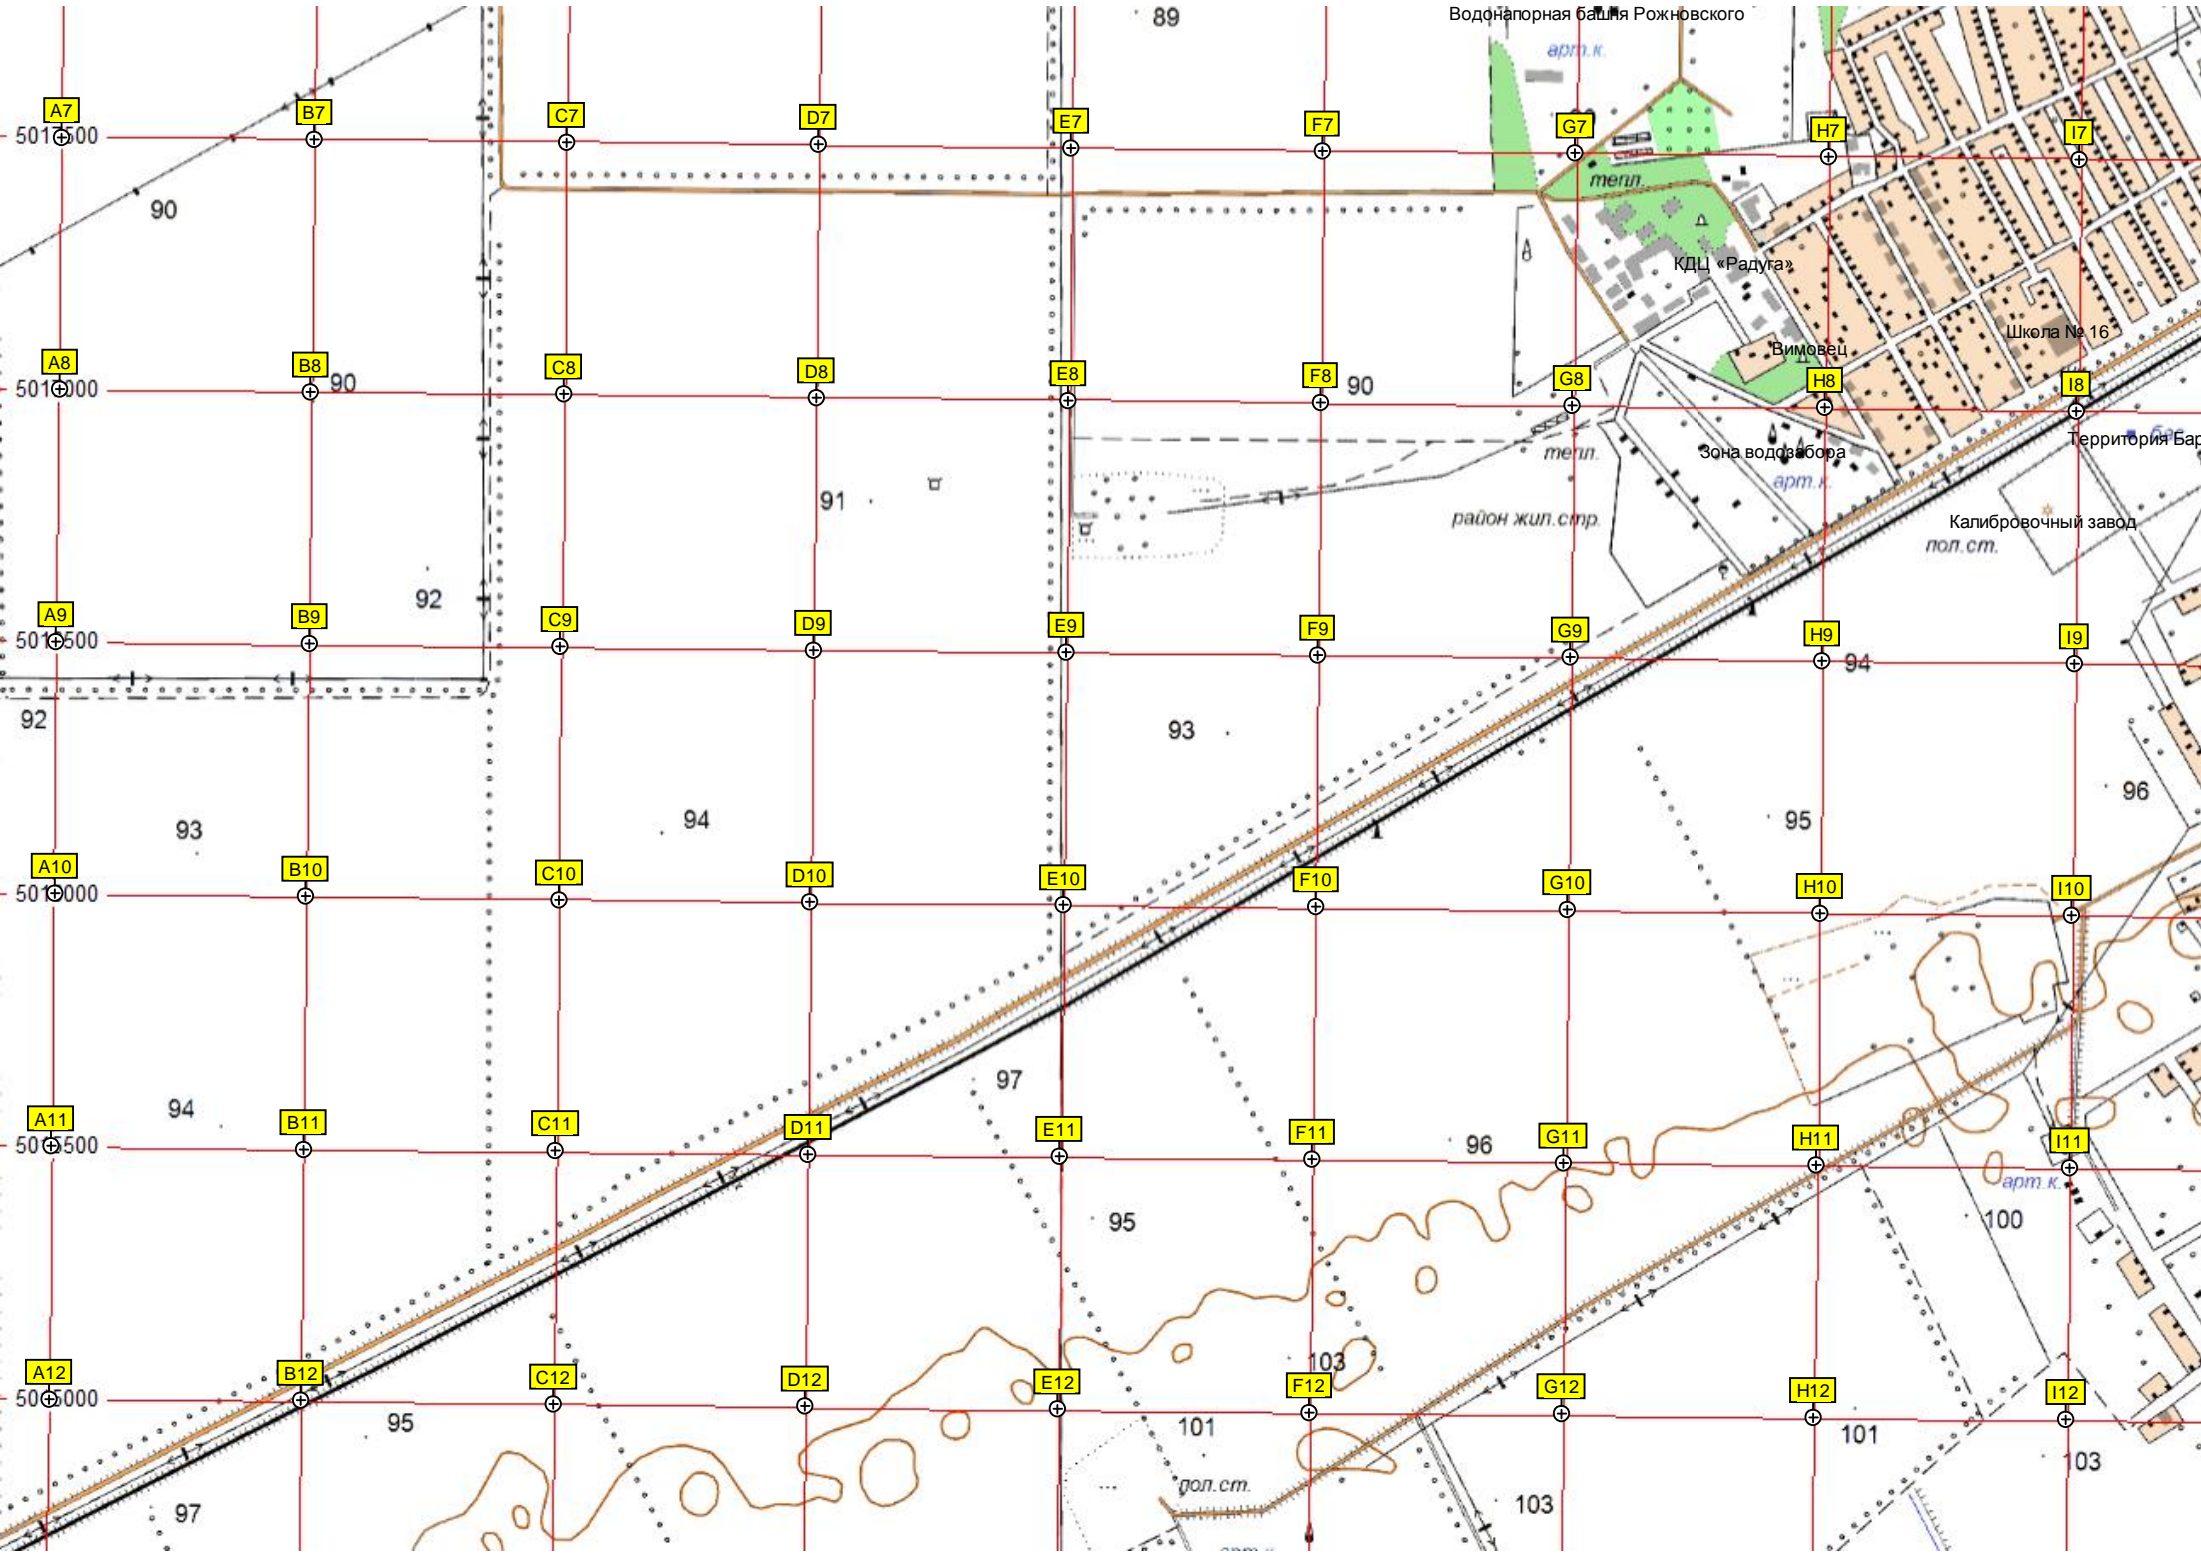 Водонапорная башня Рожновского
89
арт.к.
A7
B7
C7
D7
E7
F7
G7
H7
I7
тепл.
90
КДЦ «Радуга»
Школа № 16
Вимовец
A8
B8
90
C8
D8
E8
F8
90
G8
H8
I8
Территория Бар
тепл.
Зона водозабора
арт.к.
91
район жил.стр.
Калибровочный завод
пол.ст.
92
A9
B9
C9
D9
E9
F9
G9
H9
94
I9
92
93
96
93
94
95
A10
B10
C10
D10
E10
F10
G10
H10
I10
97
94
A11
B11
C11
D11
E11
F11
96
G11
H11
I11
арт.к.
95
100
103
A12
B12
C12
D12
E12
F12
G12
H12
I12
95
101
101
103
пол.ст.
97
103